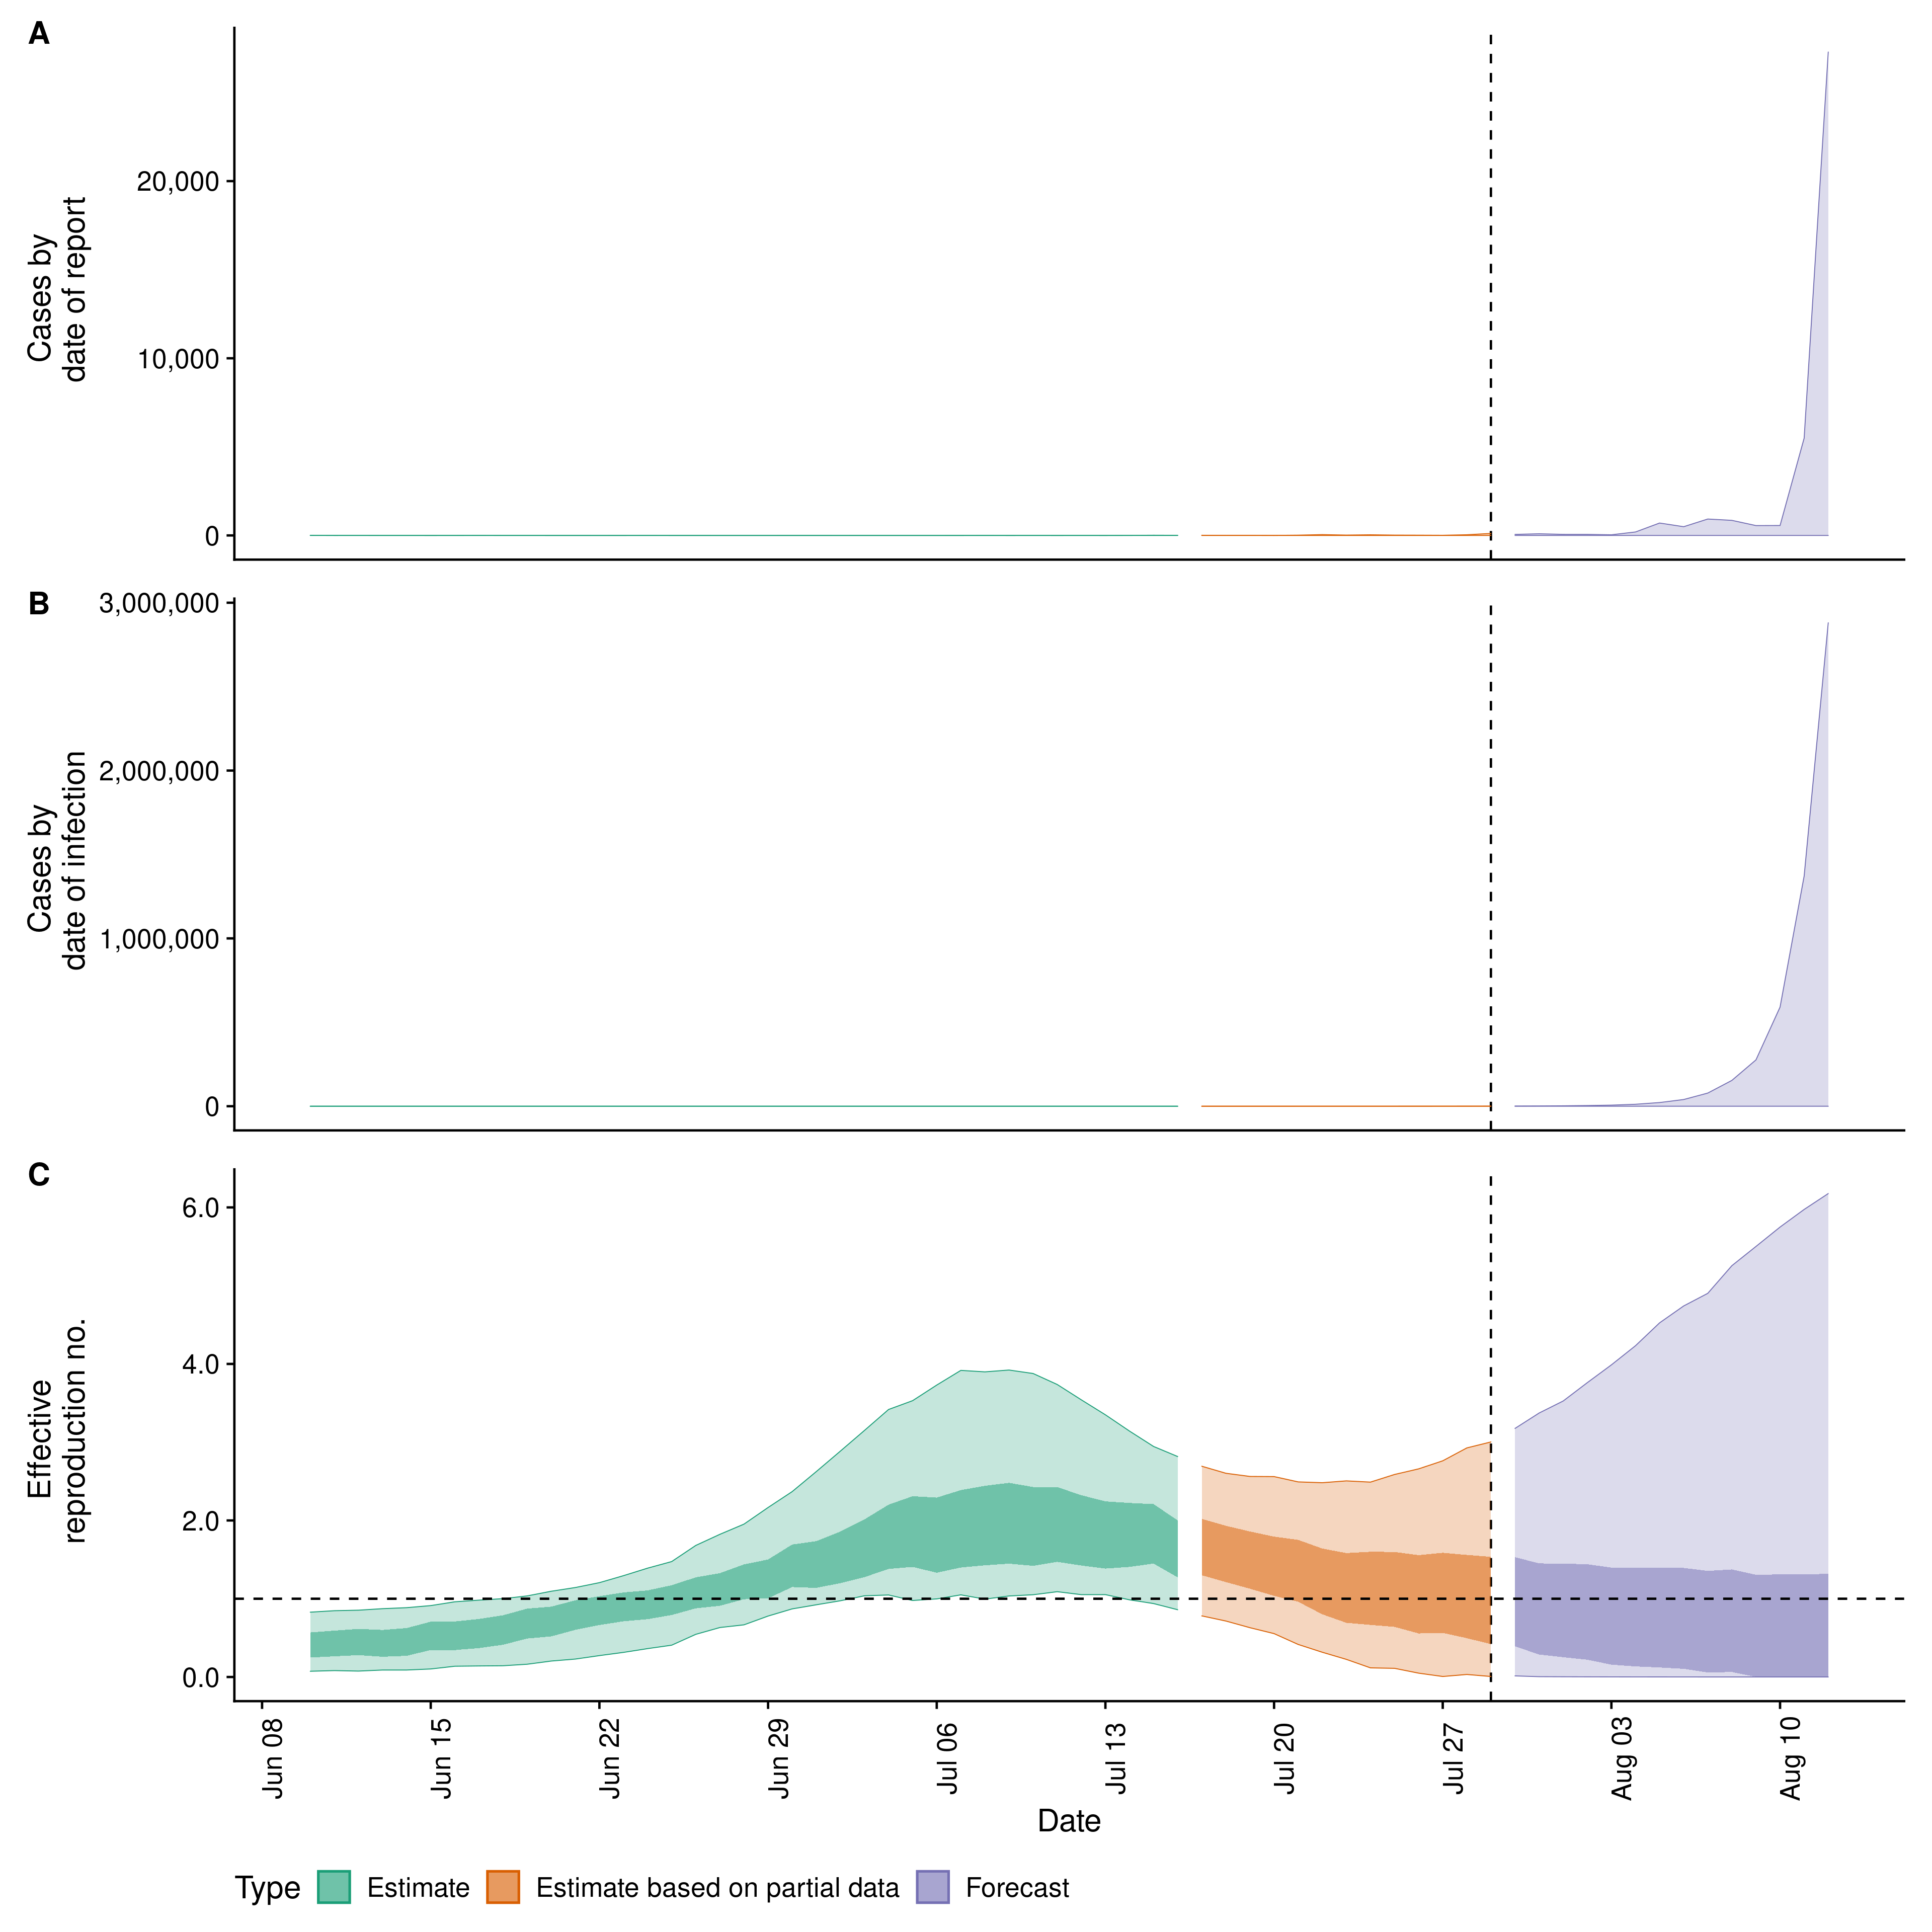 A
Cases by
date of report
20,000
10,000
0
B
Cases by
date of infection
3,000,000
2,000,000
1,000,000
0
C
Effective
reproduction no.
6.0
4.0
2.0
0.0
Jun 08
Jun 15
Jun 22
Jun 29
Jul 06
Jul 13
Jul 20
Jul 27
Aug 03
Aug 10
Date
Type Estimate Estimate based on partial data Forecast